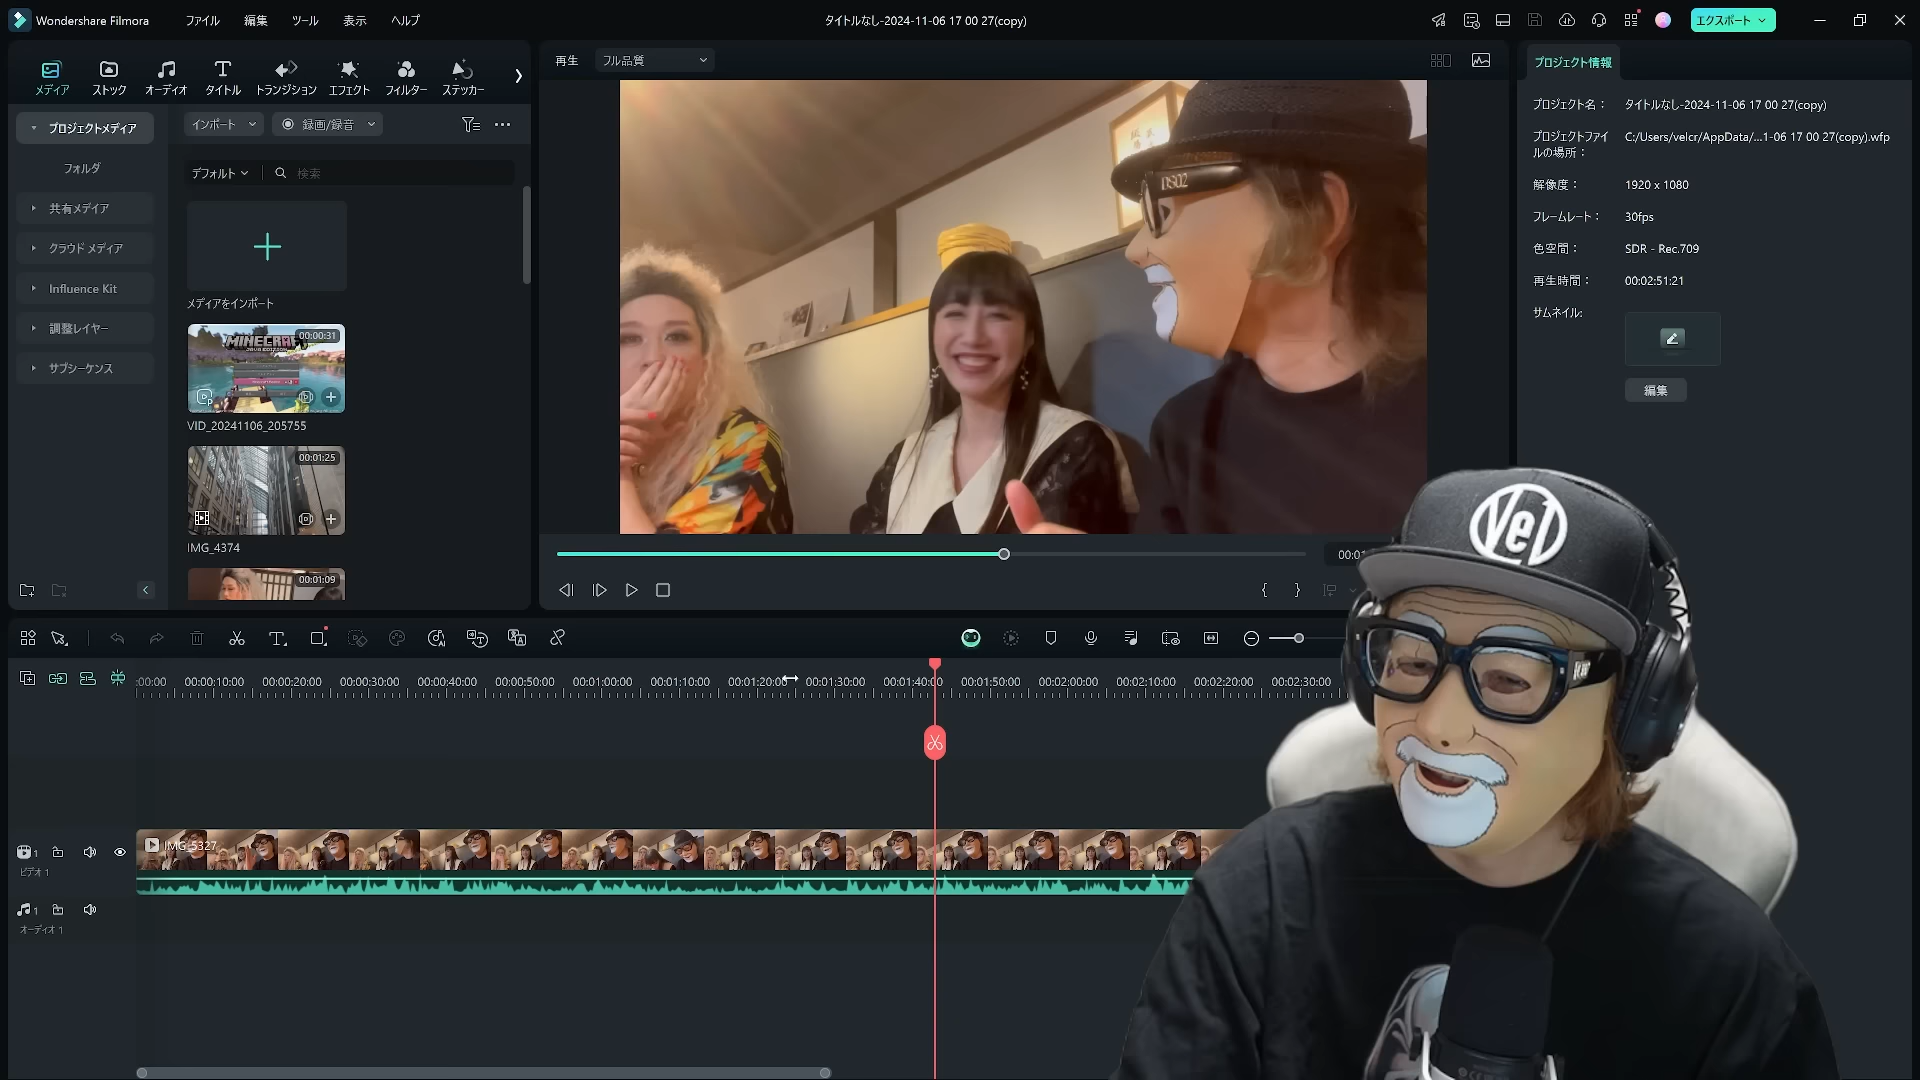 Wondershare Filmora
ファイル
編集
ツール
表示
ヘルプ
タイトルなし-2024-11-06 17 00 27(copy)
エクスポート
メディア
ストック
オーディオ
タイトル
トランジション
エフェクト
フィルター
ステッカー
再生
フル品質
プロジェクト情報
プロジェクトメディア
フォルダ
共有メディア
クラウド メディア
Influence Kit
調整レイヤー
サブシーケンス
インポート
録画/録音
デフォルト
検索
メディアをインポート
MINECRAFT
00:00:31
VID_20241106_205755
00:01:25
IMG_4374
00:01:09
DS02
プロジェクト名：
タイトルなし-2024-11-06 17 00 27(copy)
プロジェクトファイ
ルの場所：
C:/Users/velcr/AppData/...1-06 17 00 27(copy).wfp
解像度：
1920 x 1080
フレームレート：
30fps
色空間：
SDR - Rec.709
再生時間：
00:02:51:21
サムネイル:
編集
{ }
Vel
:00:00
00:00:10:00
00:00:20:00
00:00:30:00
00:00:40:00
00:00:50:00
00:01:00:00
00:01:10:00
00:01:20:00
00:01:30:00
00:01:40:00
00:01:50:00
00:02:00:00
00:02:10:00
00:02:20:00
00:02:30:00
IMG_5327
1
ビデオ 1
1
オーディオ 1